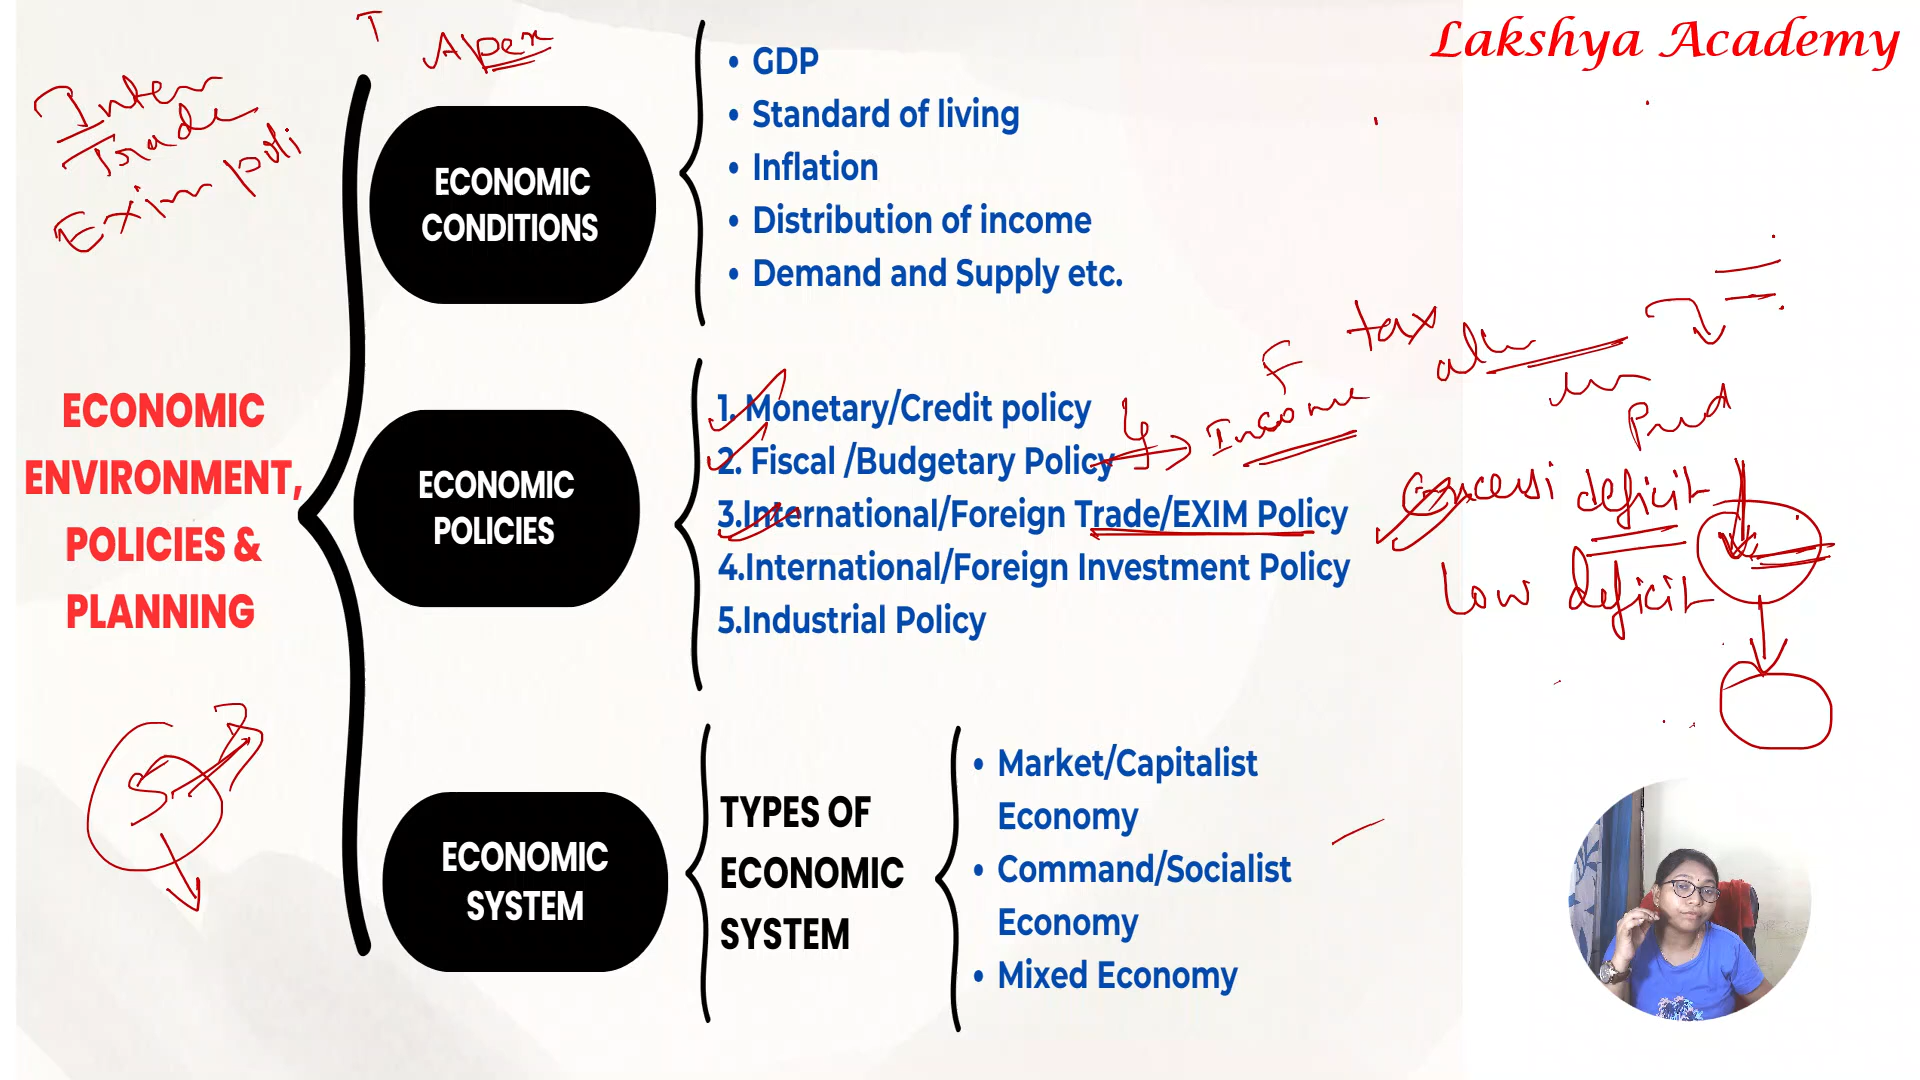 Lakshya Academy
T
Apex
Inter
Trade
Exim poli
ECONOMIC
ENVIRONMENT,
POLICIES &
PLANNING
ECONOMIC
CONDITIONS
• GDP
• Standard of living
• Inflation
• Distribution of income
• Demand and Supply etc.
ECONOMIC
POLICIES
1. Monetary/Credit policy
2. Fiscal /Budgetary Policy
3.International/Foreign Trade/EXIM Policy
4.International/Foreign Investment Policy
5.Industrial Policy
F
Income
tax
deficit
low deficit
ECONOMIC
SYSTEM
TYPES OF
ECONOMIC
SYSTEM
• Market/Capitalist
Economy
• Command/Socialist
Economy
• Mixed Economy